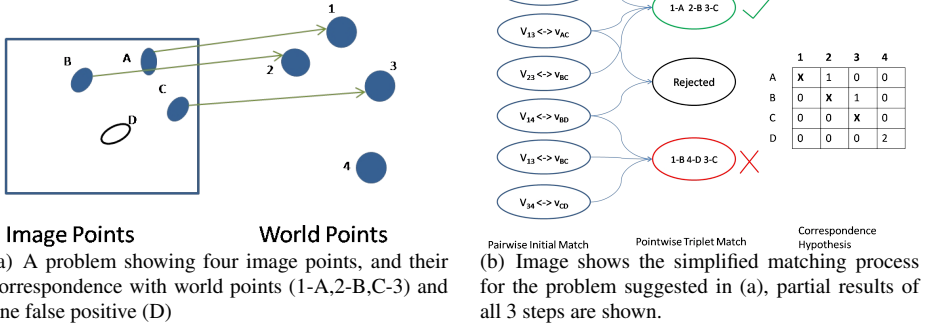 1
A
B
2
3
C
D
4
Image Points
World Points
a) A problem showing four image points, and their
orrespondence with world points (1-A,2-B,C-3) and
ne false positive (D)
1-A 2-B 3-C
V13 <-> vAC
V23 <-> vBC
Rejected
V14 <-> vBD
V13 <-> vBC
1-B 4-D 3-C
V34 <-> vCD
1 2 3 4
A X 1 0 0
B 0 X 1 0
C 0 0 X 0
D 0 0 0 2
Pairwise Initial Match
Pointwise Triplet Match
Correspondence
Hypothesis
(b) Image shows the simplified matching process
for the problem suggested in (a), partial results of
all 3 steps are shown.